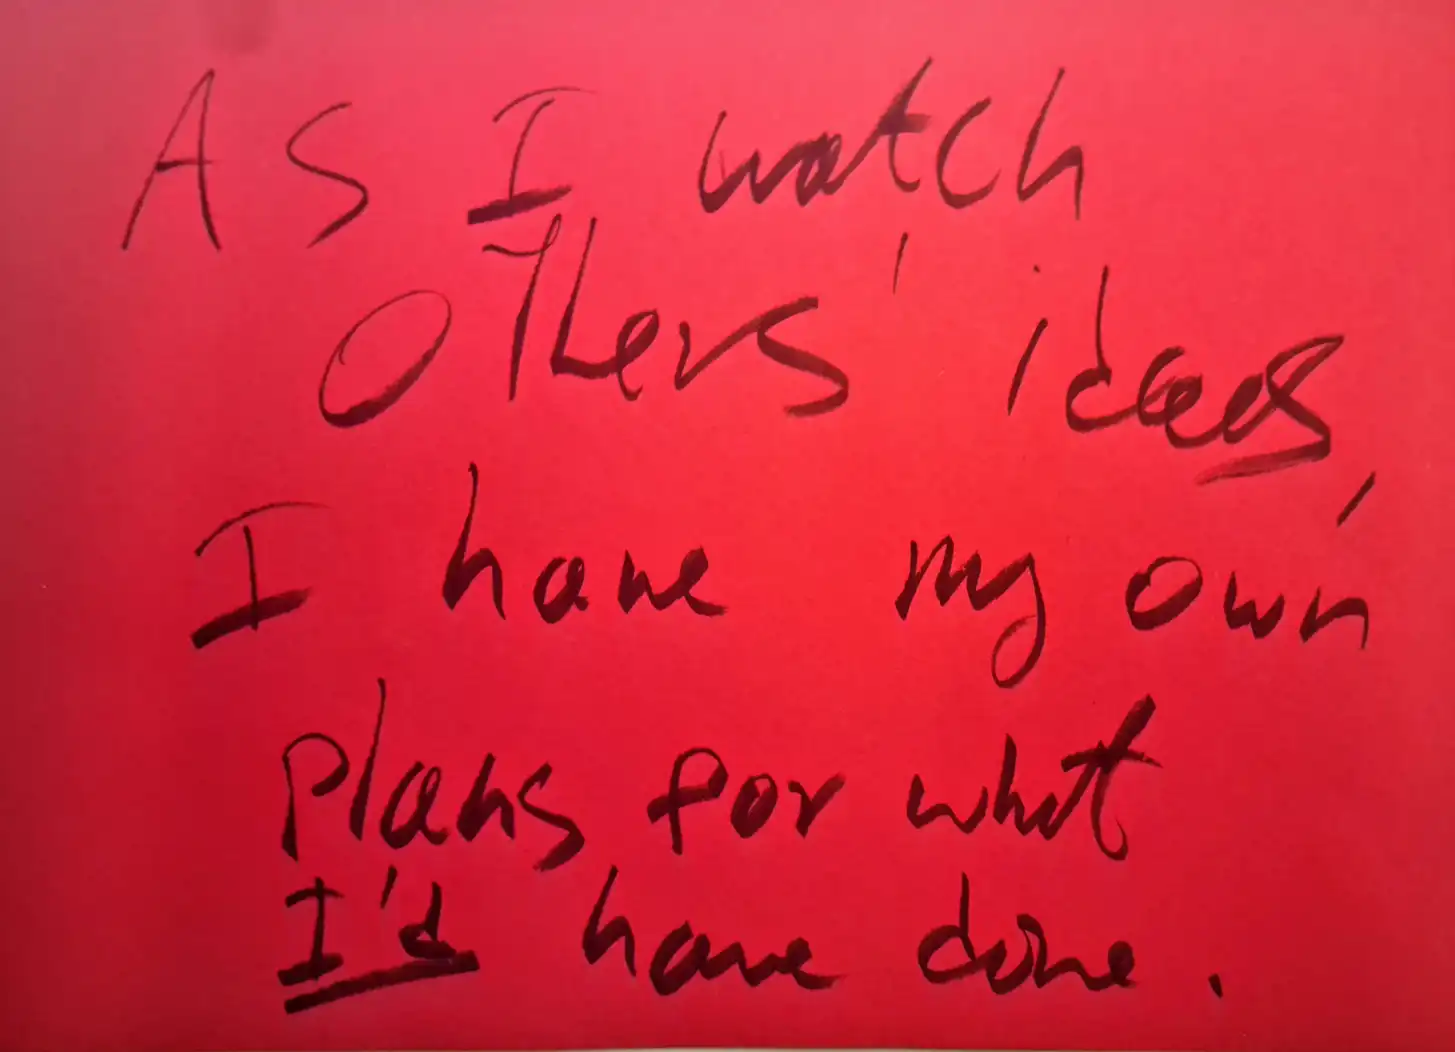 As I watch
others' ideas,
I have my own
plans for what
I'd have done.